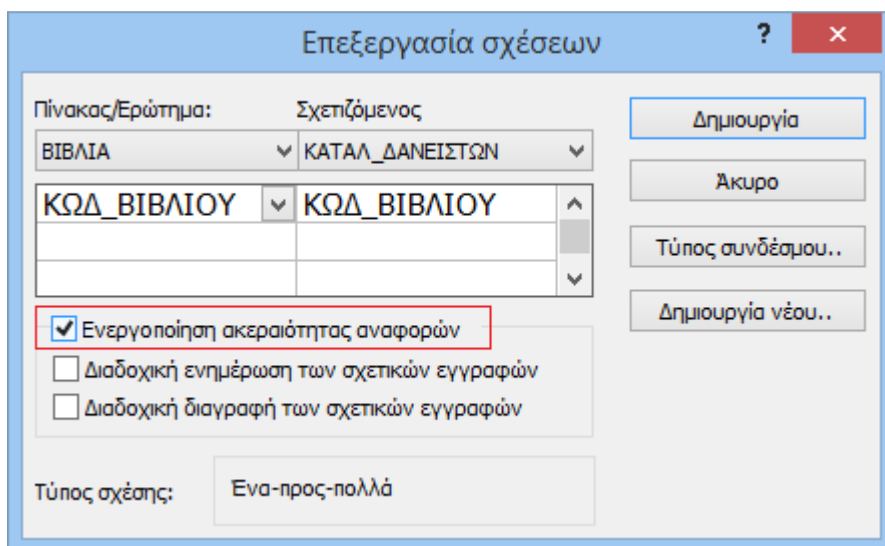 Επεξεργασία σχέσεων ?
Πίνακας/Ερώτημα: Σχετιζόμενος
ΒΙΒΛΙΑ ΚΑΤΑΛ_ΔΑΝΕΙΣΤΩΝ
ΚΩΔ_ΒΙΒΛΙΟΥ ΚΩΔ_ΒΙΒΛΙΟΥ
Ενεργοποίηση ακεραιότητας αναφορών
Διαδοχική ενημέρωση των σχετικών εγγραφών
Διαδοχική διαγραφή των σχετικών εγγραφών
Τύπος σχέσης: Ένα-προς-πολλά
Δημιουργία
Άκυρο
Τύπος συνδέσμου..
Δημιουργία νέου..